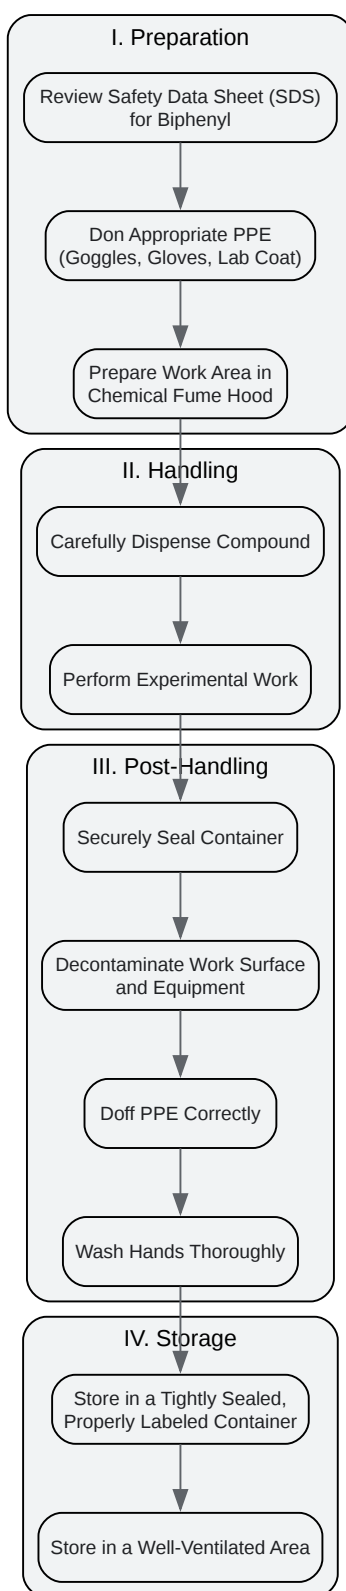 I. Preparation
Review Safety Data Sheet (SDS)
for Biphenyl
Don Appropriate PPE
(Goggles, Gloves, Lab Coat)
Prepare Work Area in
Chemical Fume Hood
II. Handling
Carefully Dispense Compound
Perform Experimental Work
III. Post-Handling
Securely Seal Container
Decontaminate Work Surface
and Equipment
Doff PPE Correctly
Wash Hands Thoroughly
IV. Storage
Store in a Tightly Sealed,
Properly Labeled Container
Store in a Well-Ventilated Area